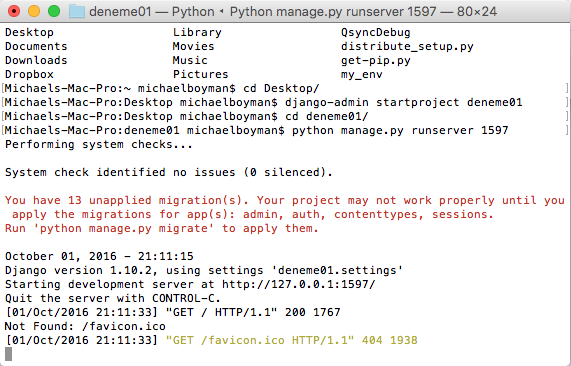 deneme01 — Python ◂ Python manage.py runserver 1597 — 80×24
Desktop Library QsyncDebug
Documents Movies distribute_setup.py
Downloads Music get-pip.py
Dropbox Pictures my_env
[Michaels-Mac-Pro:~ michaelboyman$ cd Desktop/ ]
[Michaels-Mac-Pro:Desktop michaelboyman$ django-admin startproject deneme01 ]
[Michaels-Mac-Pro:Desktop michaelboyman$ cd deneme01/ ]
[Michaels-Mac-Pro:deneme01 michaelboyman$ python manage.py runserver 1597 ]
Performing system checks...
System check identified no issues (0 silenced).
You have 13 unapplied migration(s). Your project may not work properly until you
apply the migrations for app(s): admin, auth, contenttypes, sessions.
Run 'python manage.py migrate' to apply them.
October 01, 2016 - 21:11:15
Django version 1.10.2, using settings 'deneme01.settings'
Starting development server at http://127.0.0.1:1597/
Quit the server with CONTROL-C.
[01/Oct/2016 21:11:33] "GET / HTTP/1.1" 200 1767
Not Found: /favicon.ico
[01/Oct/2016 21:11:33] "GET /favicon.ico HTTP/1.1" 404 1938